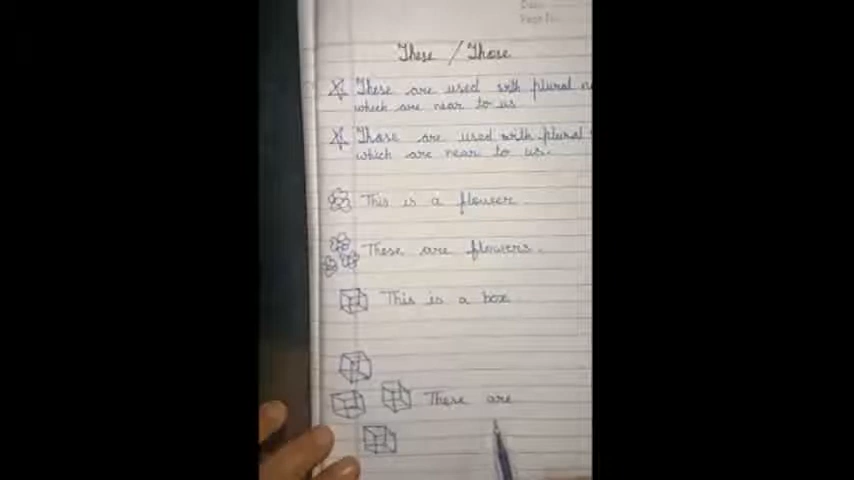 These / Those
These are used with plural
which are near to us
Those are used with plural
which are near to us.
This is a flower
These are flowers.
This is a box
These are